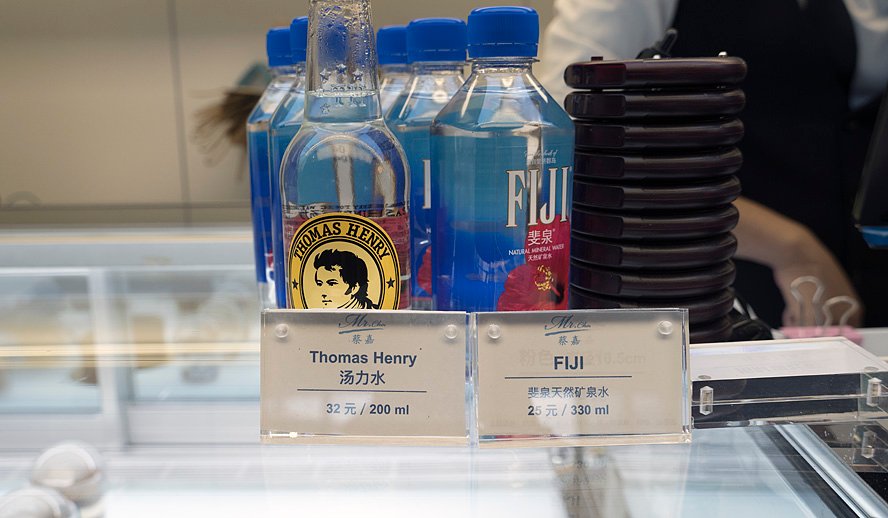 THOMAS HENRY
FIJI
斐泉
NATURAL MINERAL WATER
天然矿泉水
Mr. Choi
蔡嘉
Thomas Henry
汤力水
32 元 / 200 ml
Mr. Choi
蔡嘉
FIJI
斐泉天然矿泉水
25 元 / 330 ml